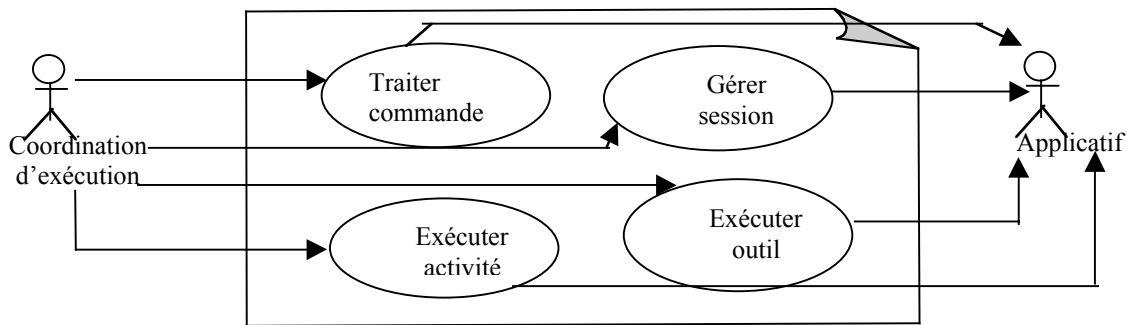 Traiter
commande
Gérer
session
Coordination
d’exécution
Applicatif
Exécuter
activité
Exécuter
outil